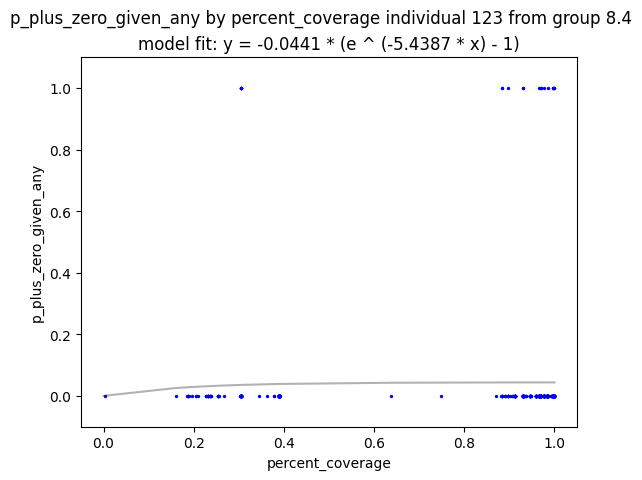 p_plus_zero_given_any by percent_coverage individual 123 from group 8.4
model fit: y = -0.0441 * (e ^ (-5.4387 * x) - 1)
1.0
0.8
0.6
0.4
0.2
0.0
p_plus_zero_given_any
0.0 0.2 0.4 0.6 0.8 1.0
percent_coverage